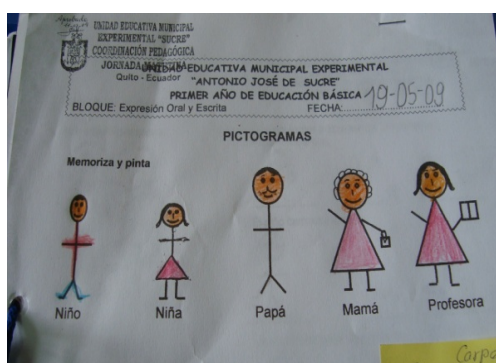 Aprobado
UNIDAD EDUCATIVA MUNICIPAL
EXPERIMENTAL "SUCRE"
COORDINACIÓN PEDAGÓGICA
JORNADA MATUTINA
Quito - Ecuador
UNIDAD EDUCATIVA MUNICIPAL EXPERIMENTAL
"ANTONIO JOSÉ DE SUCRE"
PRIMER AÑO DE EDUCACIÓN BÁSICA
BLOQUE: Expresión Oral y Escrita FECHA:.......... 19-05-09
PICTOGRAMAS
Memoriza y pinta
Niño Niña Papá Mamá Profesora